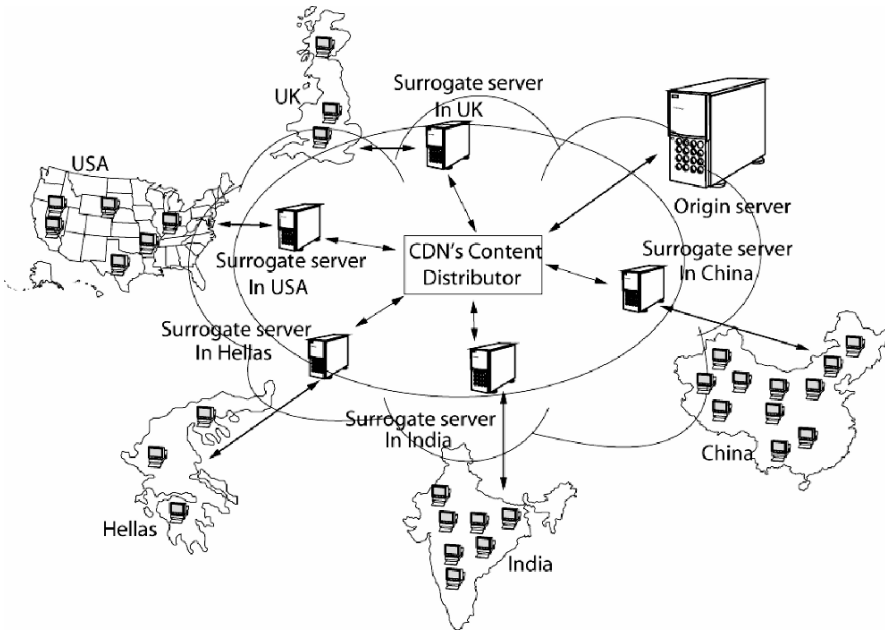 UK
Surrogate server
In UK
USA
Origin server
Surrogate server
In USA
CDN's Content
Distributor
Surrogate server
In China
Surrogate server
In Hellas
Surrogate server
In India
China
Hellas
India